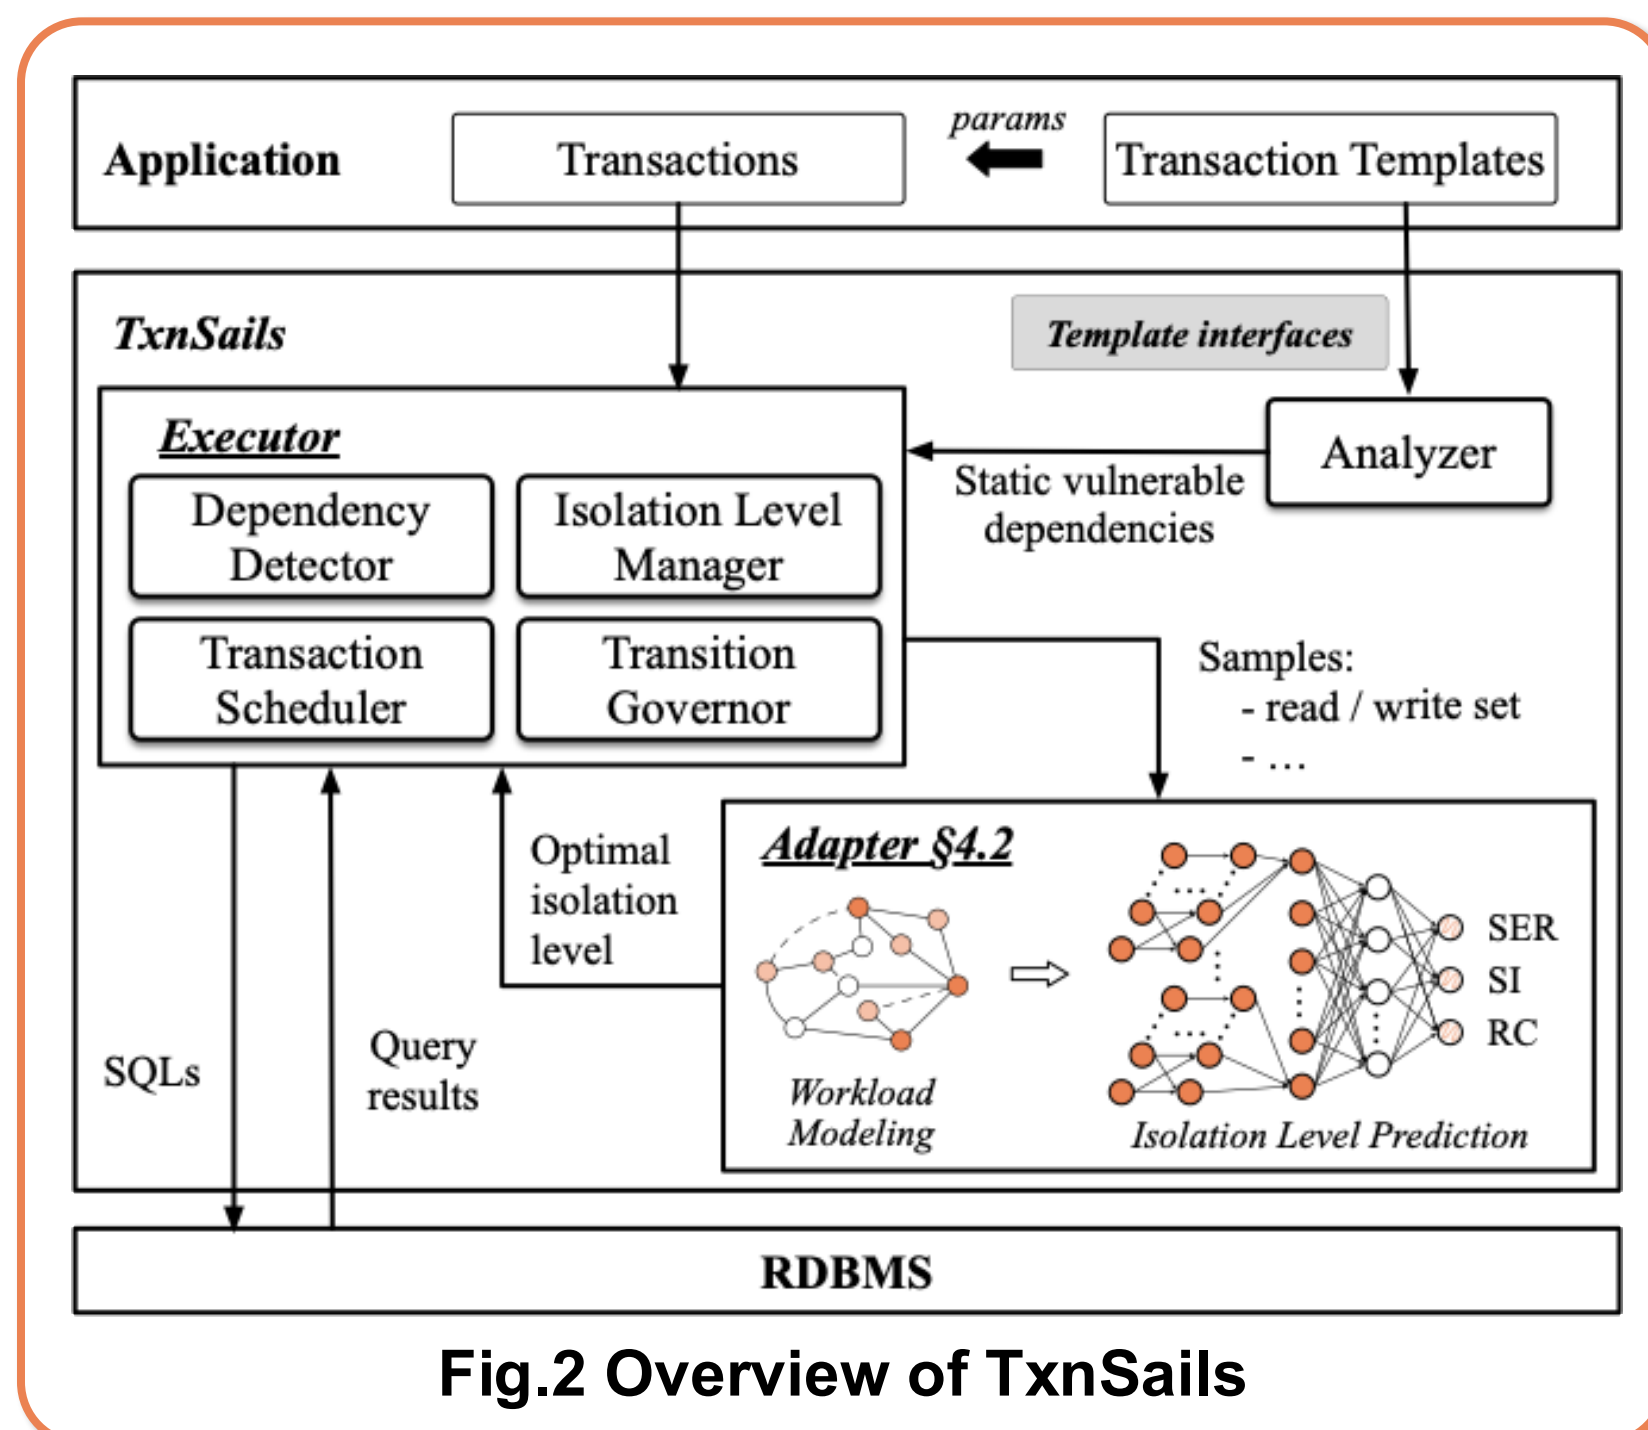 Application
Transactions
params
Transaction Templates
TxnSails
Template interfaces
Executor
Dependency
Detector
Isolation Level
Manager
Transaction
Scheduler
Transition
Governor
Analyzer
Static vulnerable
dependencies
Samples:
- read / write set
- ...
Optimal
isolation
level
Adapter §4.2
SER
SI
RC
Workload
Modeling
Isolation Level Prediction
SQLs
Query
results
RDBMS
Fig.2 Overview of TxnSails